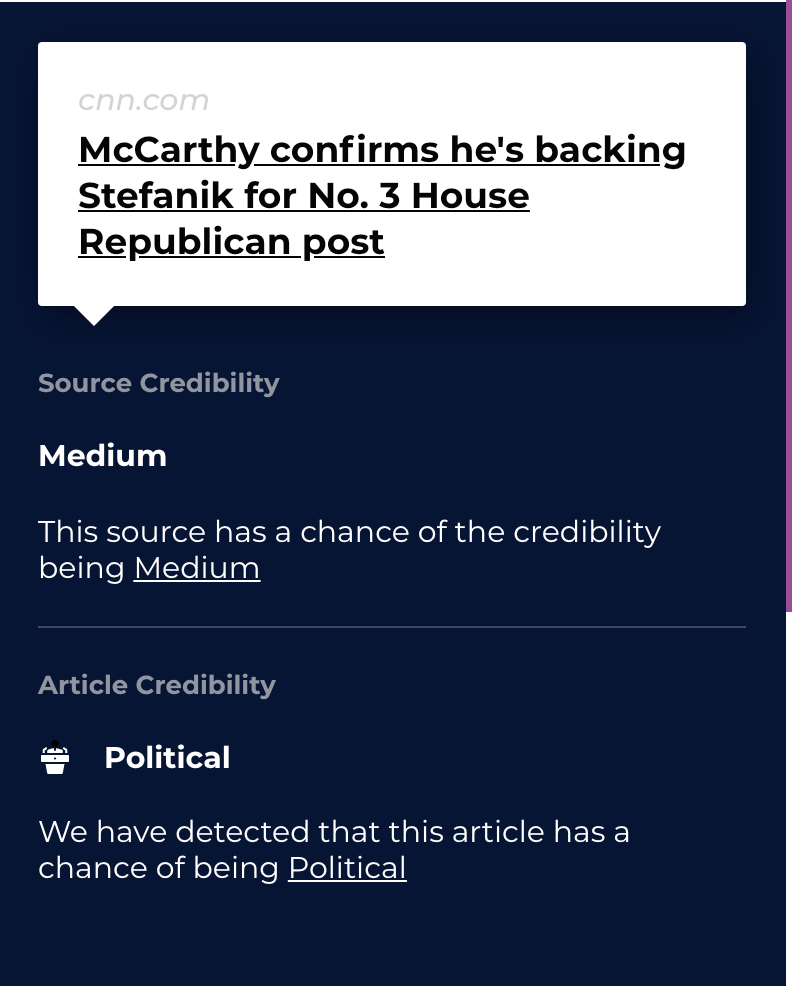 cnn.com
McCarthy confirms he's backing
Stefanik for No. 3 House
Republican post
Source Credibility
Medium
This source has a chance of the credibility
being Medium
Article Credibility
Political
We have detected that this article has a
chance of being Political